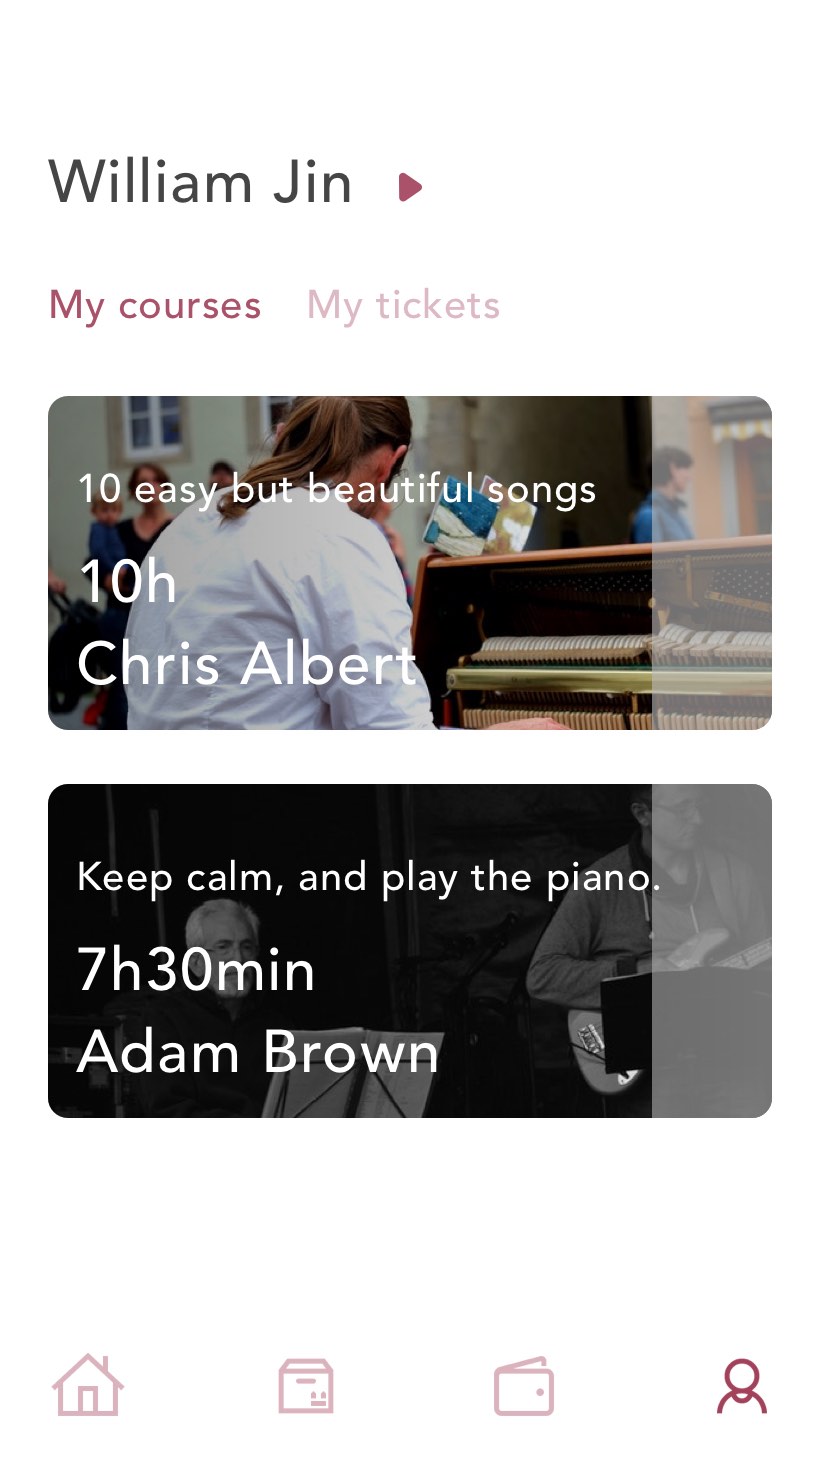 William Jin
My courses My tickets
10 easy but beautiful songs
10h
Chris Albert
Keep calm, and play the piano.
7h30min
Adam Brown